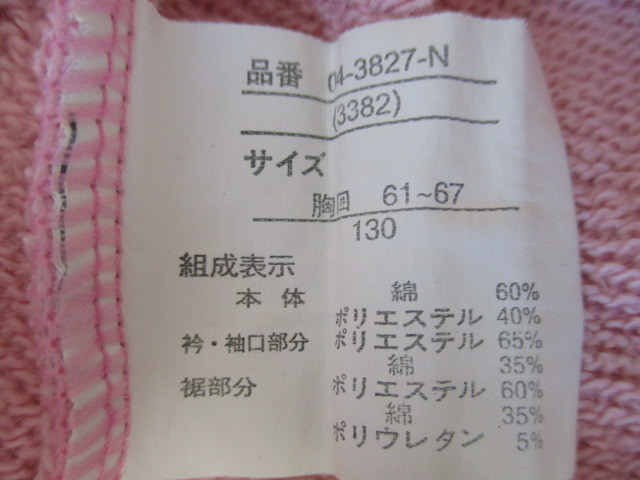 品番 04-3827-N
(3382)
サイズ
胸囲 61~67
130
組成表示
本体 綿 60%
ポリエステル 40%
衿・袖口部分 ポリエステル 65%
綿 35%
裾部分 ポリエステル 60%
綿 35%
ポリウレタン 5%